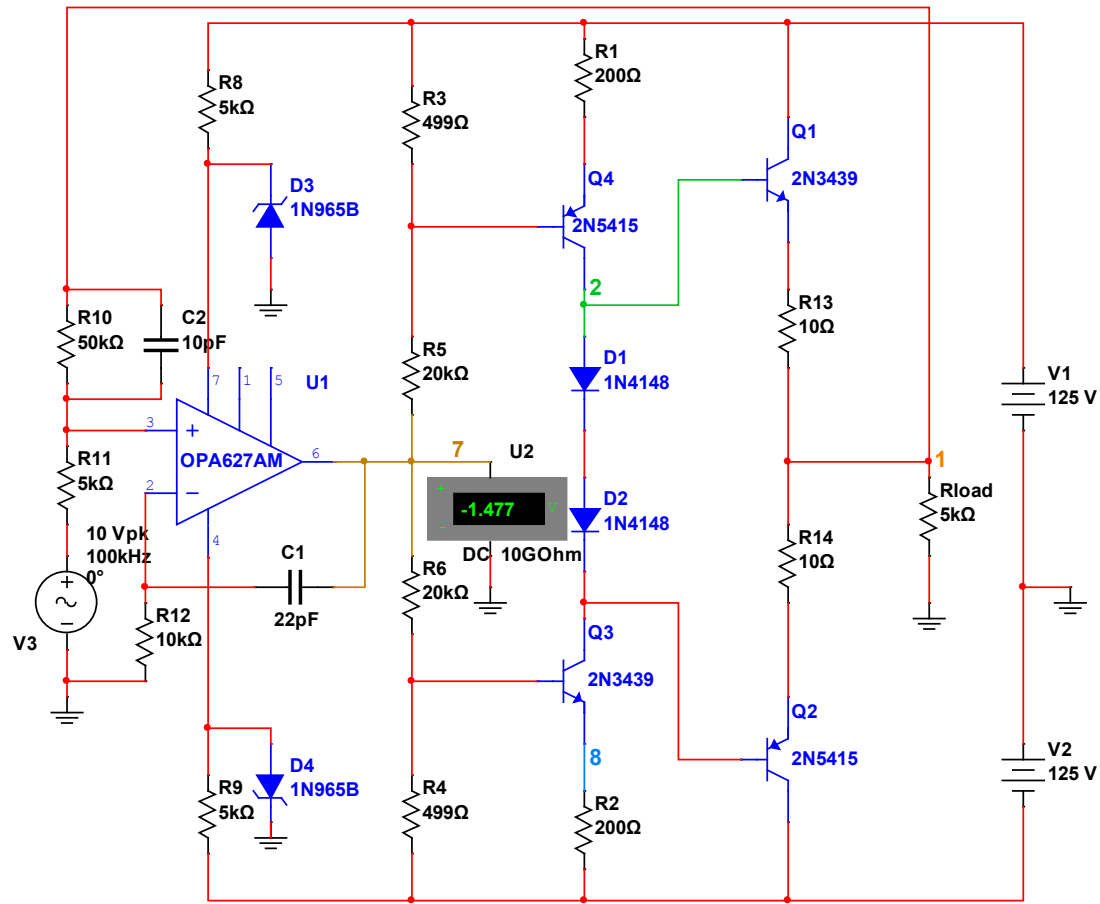 R8
5kΩ
R3
499Ω
R1
200Ω
Q1
2N3439
Q4
2N5415
D3
1N965B
2
R10
50kΩ
C2
10pF
R13
10Ω
7
1
5
U1
R5
20kΩ
D1
1N4148
V1
125 V
3
+
OPA627AM
6
7
U2
1
R11
5kΩ
2
−
+
-1.477
V
−
D2
1N4148
Rload
5kΩ
4
10 Vpk
100kHz
0°
DC 10GOhm
C1
22pF
R6
20kΩ
R14
10Ω
+
−
V3
R12
10kΩ
Q3
2N3439
Q2
2N5415
8
D4
1N965B
R9
5kΩ
R4
499Ω
R2
200Ω
V2
125 V